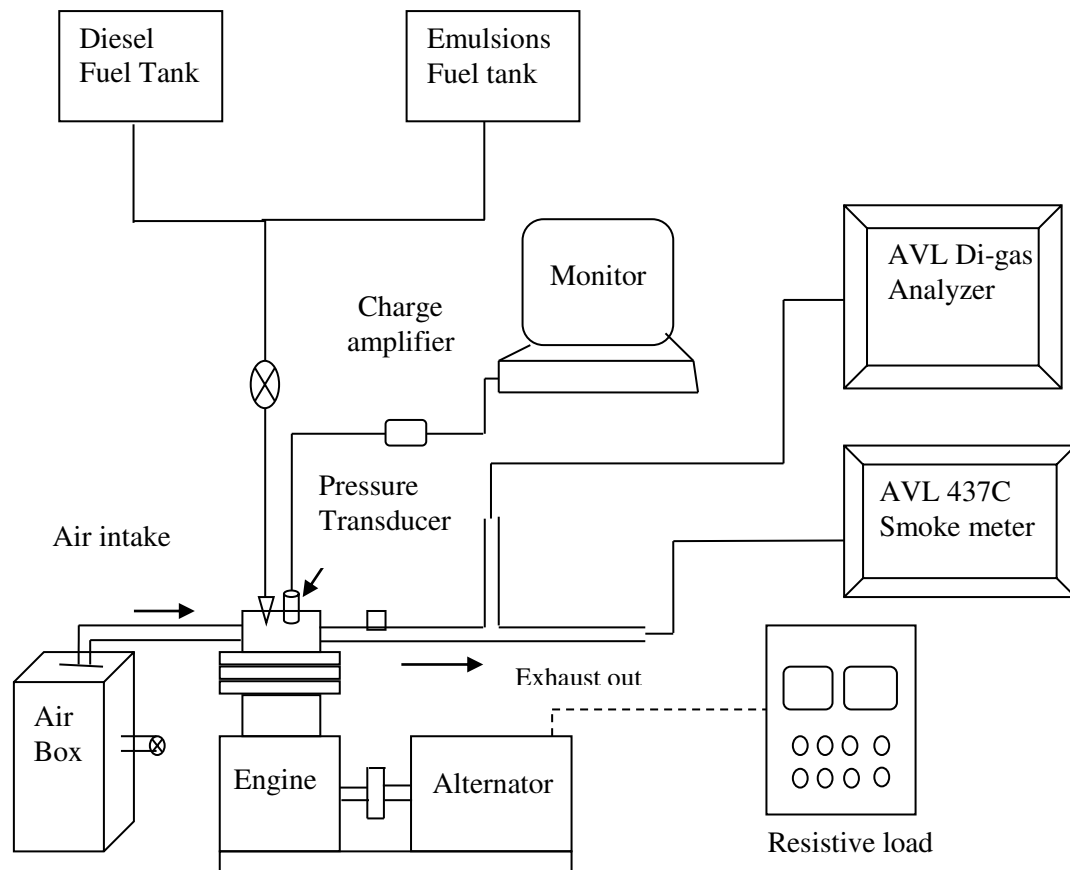 Diesel
Fuel Tank
Emulsions
Fuel tank
Monitor
AVL Di-gas
Analyzer
Charge
amplifier
Pressure
Transducer
AVL 437C
Smoke meter
Air intake
Exhaust out
Air
Box
Engine
Alternator
Resistive load